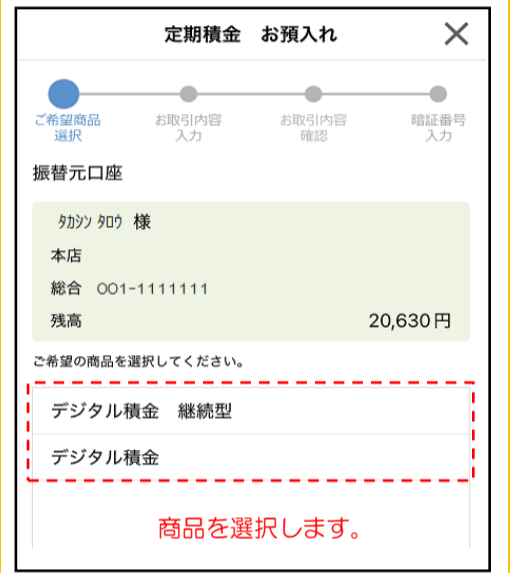 定期積金　お預入れ
ご希望商品
選択
お取引内容
入力
お取引内容
確認
暗証番号
入力
振替元口座
ﾀｶｼﾝ ﾀﾛｳ 様
本店
総合　001-1111111
残高　20,630円
ご希望の商品を選択してください。
デジタル積金　継続型
デジタル積金
商品を選択します。